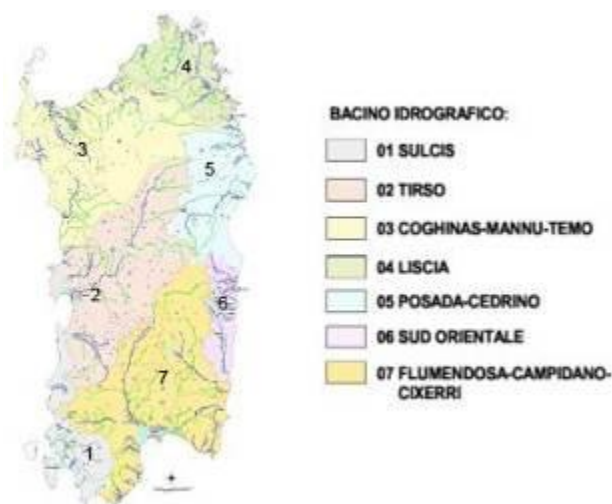 4
3
5
2
6
7
1
BACINO IDROGRAFICO:
01 SULCIS
02 TIRSO
03 COGHINAS-MANNU-TEMO
04 LISCIA
05 POSADA-CEDRINO
06 SUD ORIENTALE
07 FLUMENDOSA-CAMPIDANO-
CIXERRI